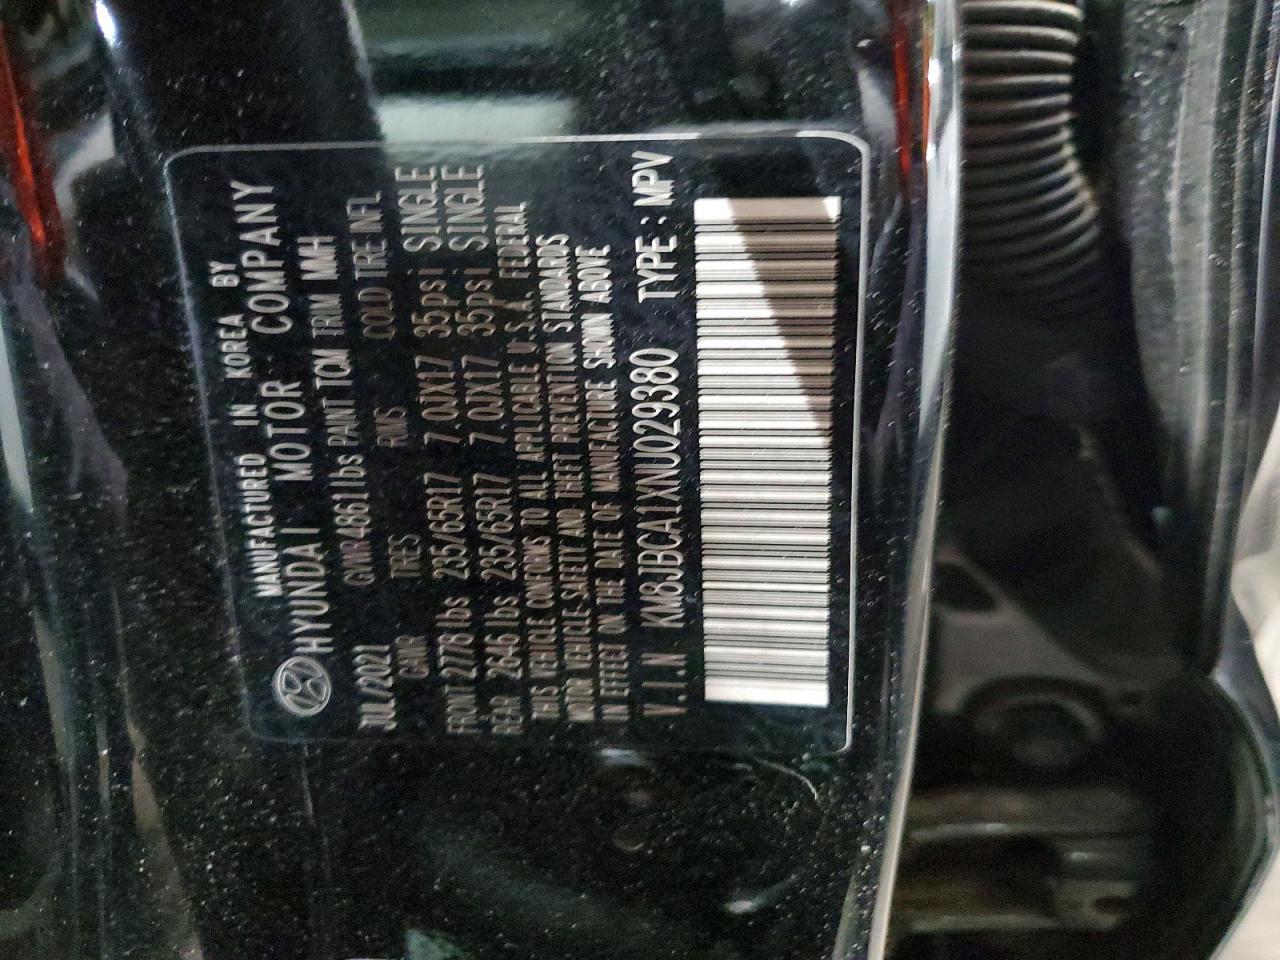 MANUFACTURED IN KOREA BY
HYUNDAI MOTOR COMPANY
JUL/2021 GVWR 4861lbs PAINT TCM TRIM MMH
GAWR TIRES RIMS COLD TIRE INFL
FRONT 2778 lbs 235/65R17 7.0JX17 35psi SINGLE
REAR 2646 lbs 235/65R17 7.0JX17 35psi SINGLE
THIS VEHICLE CONFORMS TO ALL APPLICABLE U.S.A. FEDERAL
MOTOR VEHICLE-SAFETY AND THEFT PREVENTION STANDARDS
IN EFFECT ON THE DATE OF MANUFACTURE SHOWN ABOVE
V.I.N KM8JBCA1XNU029380 TYPE : MPV